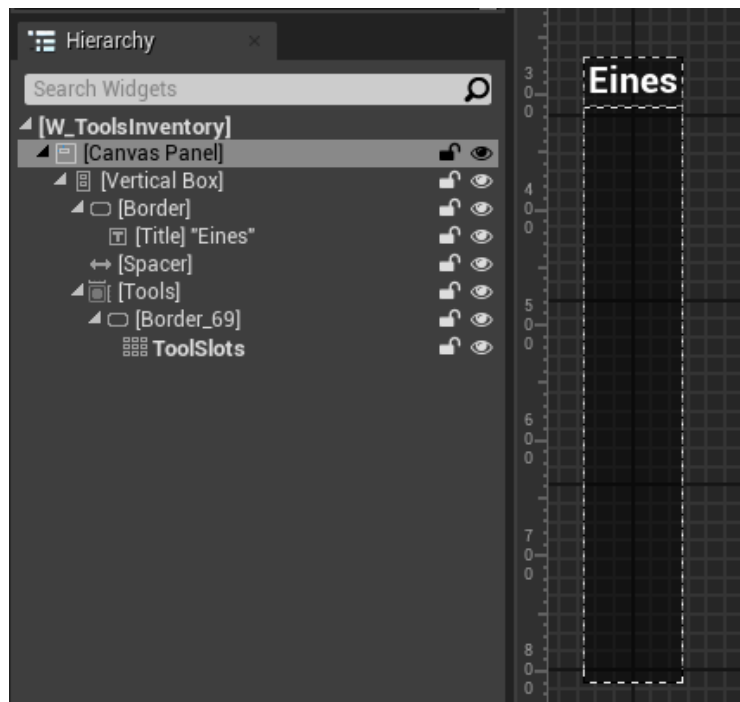 Hierarchy
Search Widgets
[W_ToolsInventory]
[Canvas Panel]
[Vertical Box]
[Border]
[Title] "Eines"
[Spacer]
[Tools]
[Border_69]
ToolSlots
Eines
300
400
500
600
700
800